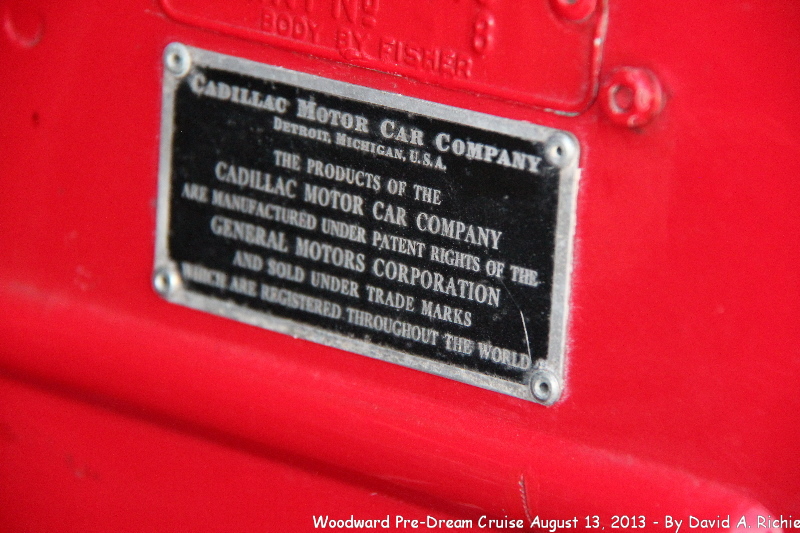 Nº
BODY BY FISHER
8
CADILLAC MOTOR CAR COMPANY
DETROIT, MICHIGAN, U.S.A.
THE PRODUCTS OF THE
CADILLAC MOTOR CAR COMPANY
ARE MANUFACTURED UNDER PATENT RIGHTS OF THE
GENERAL MOTORS CORPORATION
AND SOLD UNDER TRADE MARKS
WHICH ARE REGISTERED THROUGHOUT THE WORLD
Woodward Pre-Dream Cruise August 13, 2013 - By David A. Richie